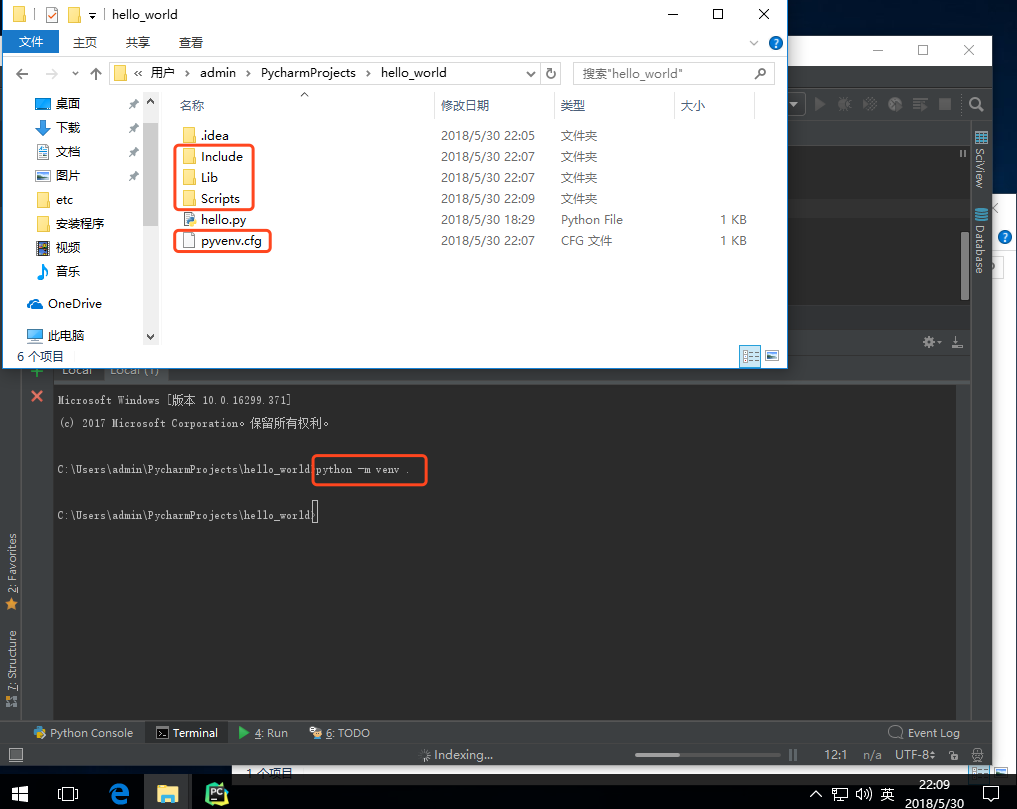 hello_world
文件 主页 共享 查看
« 用户 › admin › PycharmProjects › hello_world
搜索"hello_world"
桌面
下载
文档
图片
etc
安装程序
视频
音乐
OneDrive
此电脑
名称 修改日期 类型 大小
.idea 2018/5/30 22:05 文件夹
Include 2018/5/30 22:07 文件夹
Lib 2018/5/30 22:07 文件夹
Scripts 2018/5/30 22:09 文件夹
hello.py 2018/5/30 18:29 Python File 1 KB
pyvenv.cfg 2018/5/30 22:07 CFG 文件 1 KB
6 个项目
SciView
Database
Local Local (1)
Microsoft Windows [版本 10.0.16299.371]
(c) 2017 Microsoft Corporation。保留所有权利。
C:\Users\admin\PycharmProjects\hello_world>python -m venv .
C:\Users\admin\PycharmProjects\hello_world>
2: Favorites
7: Structure
Python Console Terminal 4: Run 6: TODO Event Log
Indexing... 12:1 n/a UTF-8
1 个项目
PC
英
22:09
2018/5/30